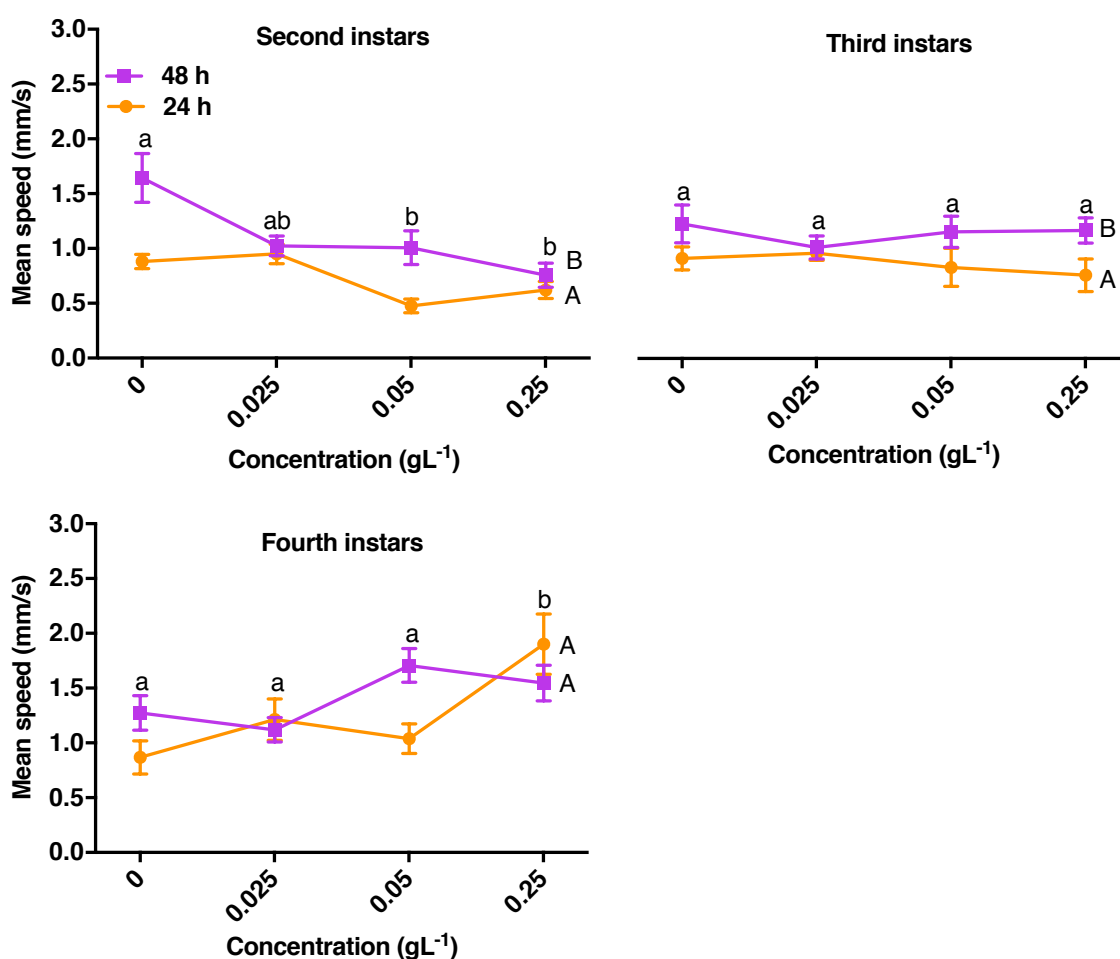 Second instars
48 h
24 h
Mean speed (mm/s)
3.0
2.5
2.0
1.5
1.0
0.5
0.0
a
ab
b
b
B
A
0
0.025
0.05
0.25
Concentration (gL⁻¹)
Third instars
a
a
a
a
B
A
0
0.025
0.05
0.25
Concentration (gL⁻¹)
Fourth instars
Mean speed (mm/s)
3.0
2.5
2.0
1.5
1.0
0.5
0.0
a
a
a
b
A
A
0
0.025
0.05
0.25
Concentration (gL⁻¹)